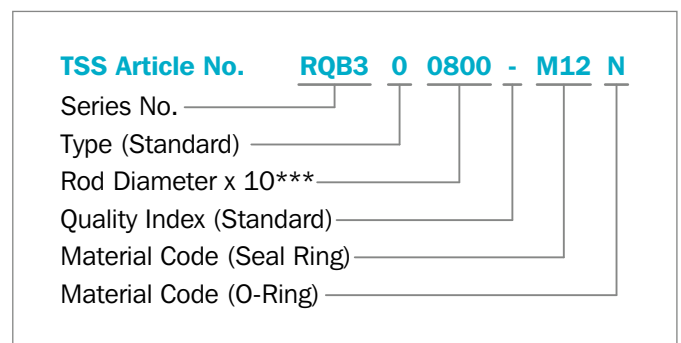 TSS Article No. RQB3 0 0800 - M12 N
Series No.
Type (Standard)
Rod Diameter x 10***
Quality Index (Standard)
Material Code (Seal Ring)
Material Code (O-Ring)